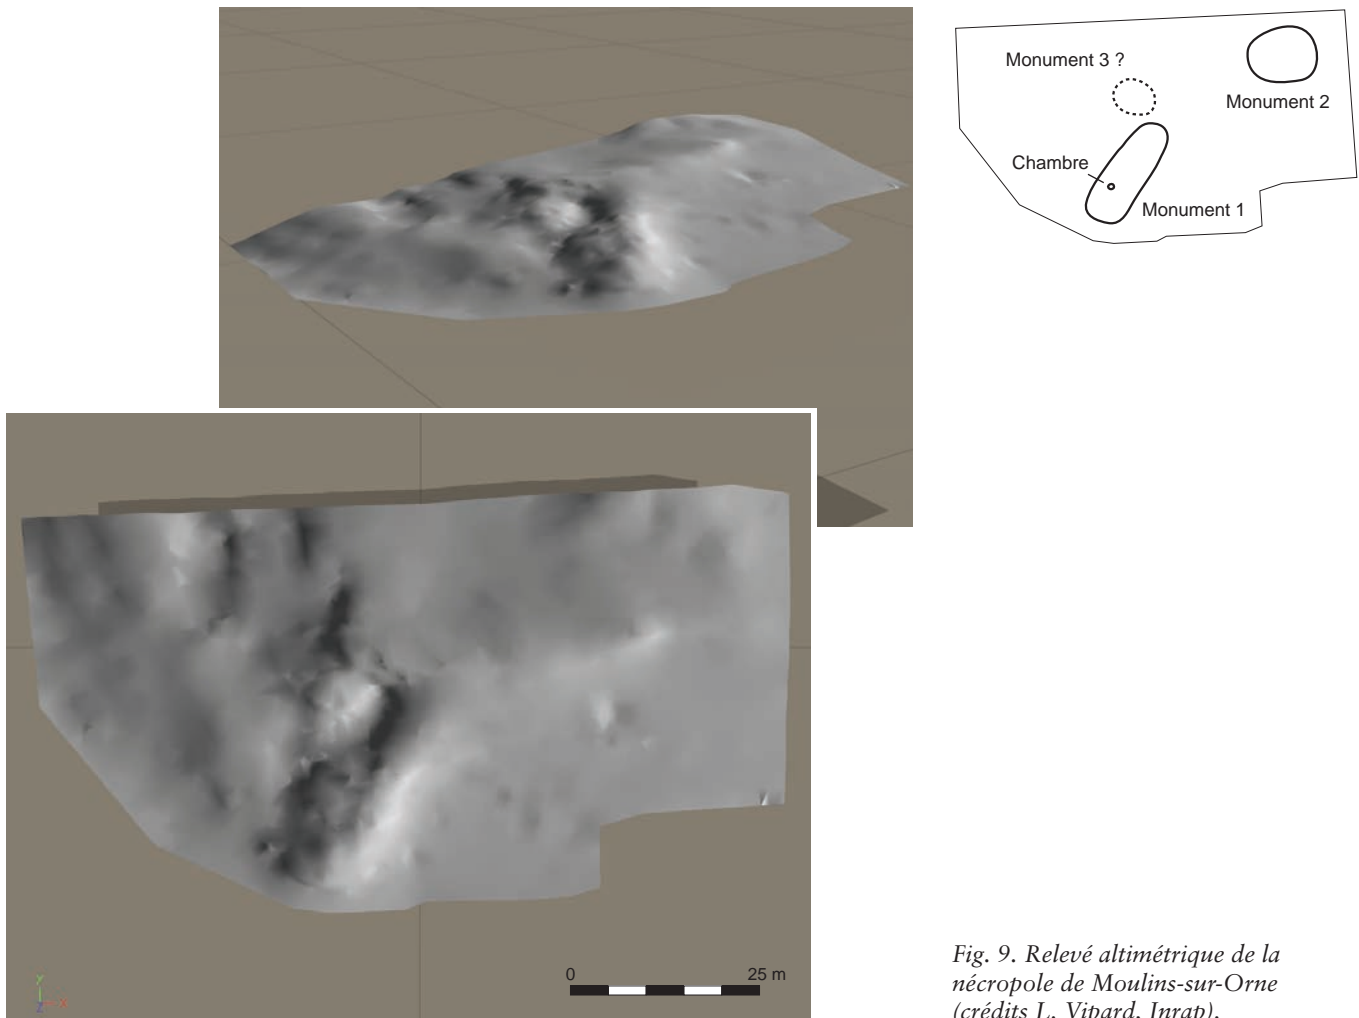 Monument 3 ?
Monument 2
Chambre
Monument 1
0 25 m
Y
Z X
Fig. 9. Relevé altimétrique de la
nécropole de Moulins-sur-Orne
(crédits L. Vipard, Inrap).